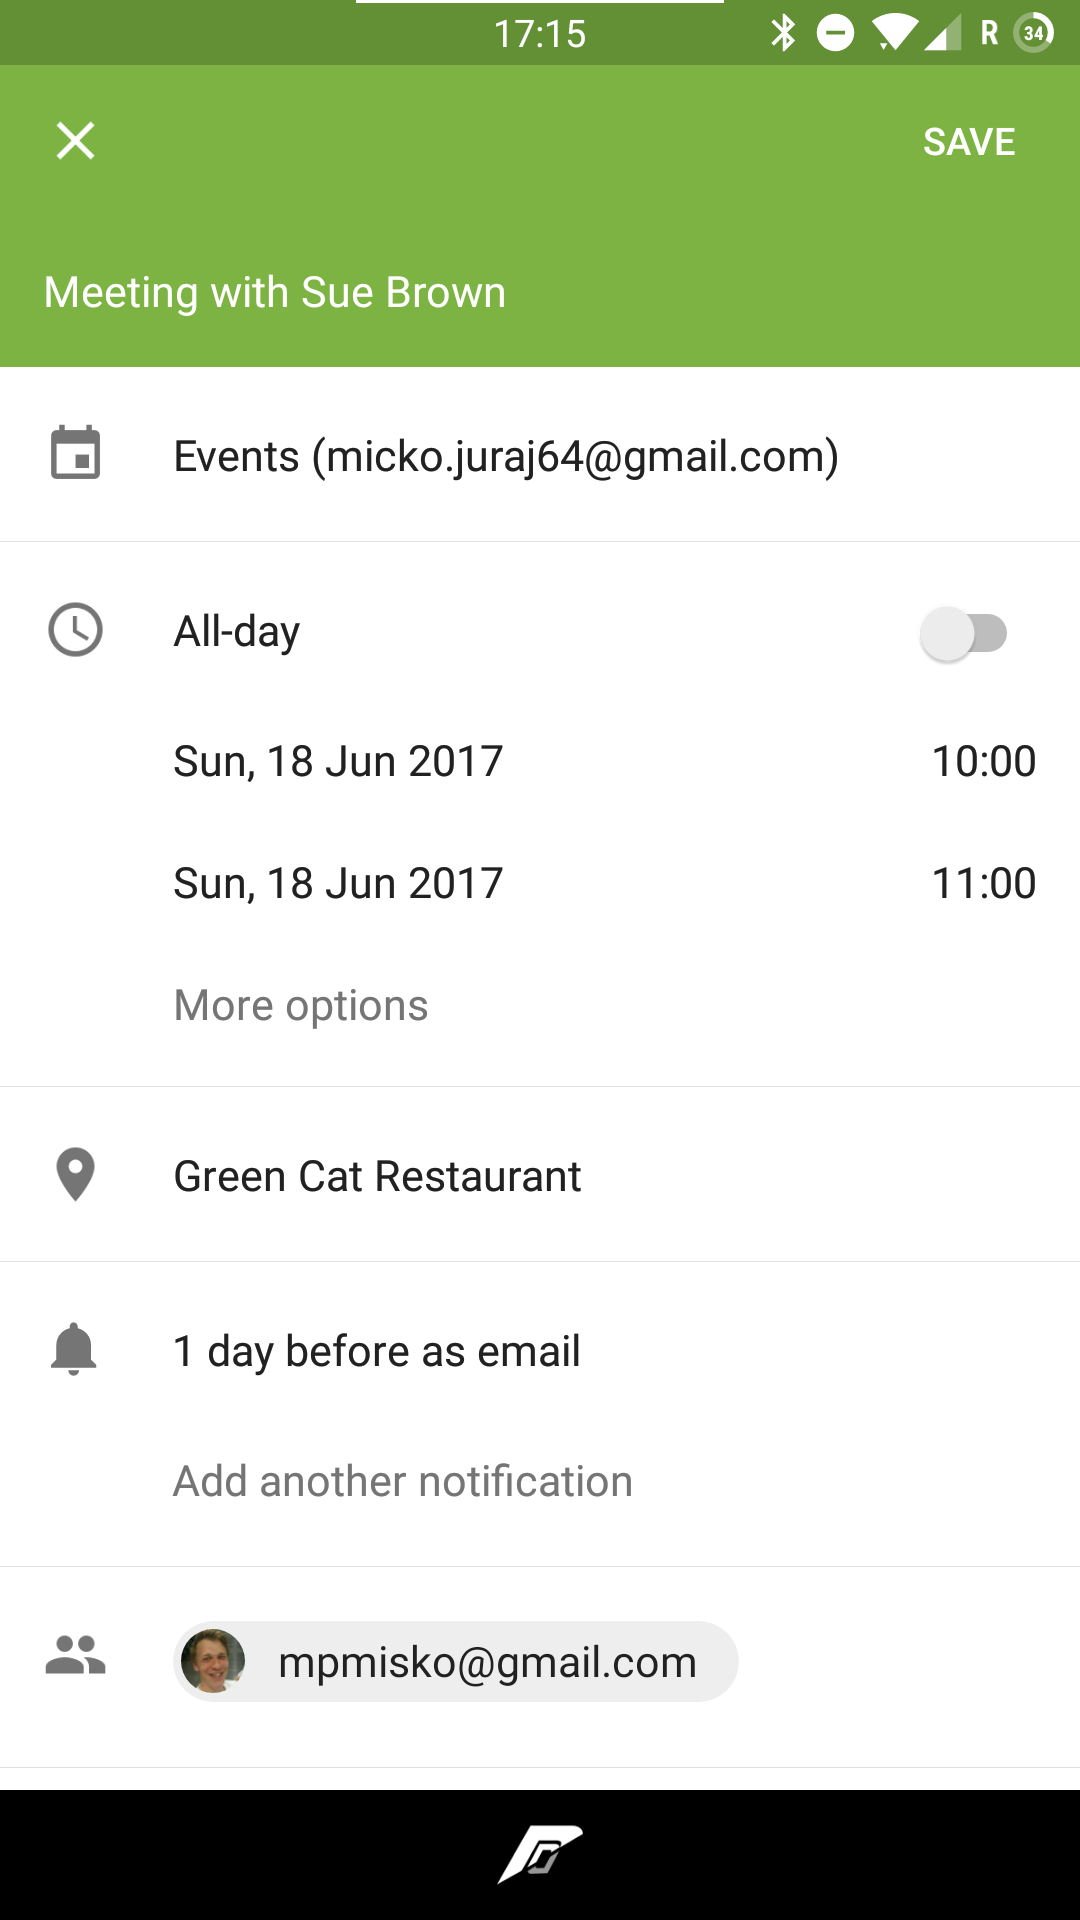 17:15 R 34
SAVE
Meeting with Sue Brown
Events (micko.juraj64@gmail.com)
All-day
Sun, 18 Jun 2017 10:00
Sun, 18 Jun 2017 11:00
More options
Green Cat Restaurant
1 day before as email
Add another notification
mpmisko@gmail.com